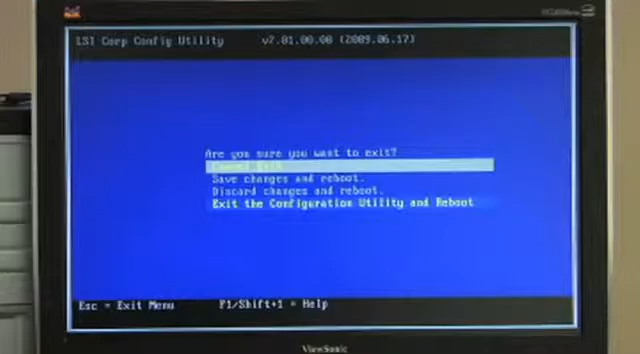 LSI Corp Config Utility v7.01.00.00 (2009.06.17)
Are you sure you want to exit?
Save changes and reboot.
Discard changes and reboot.
Exit the Configuration Utility and Reboot
Esc = Exit Menu F1/Shift+1 = Help
ViewSonic